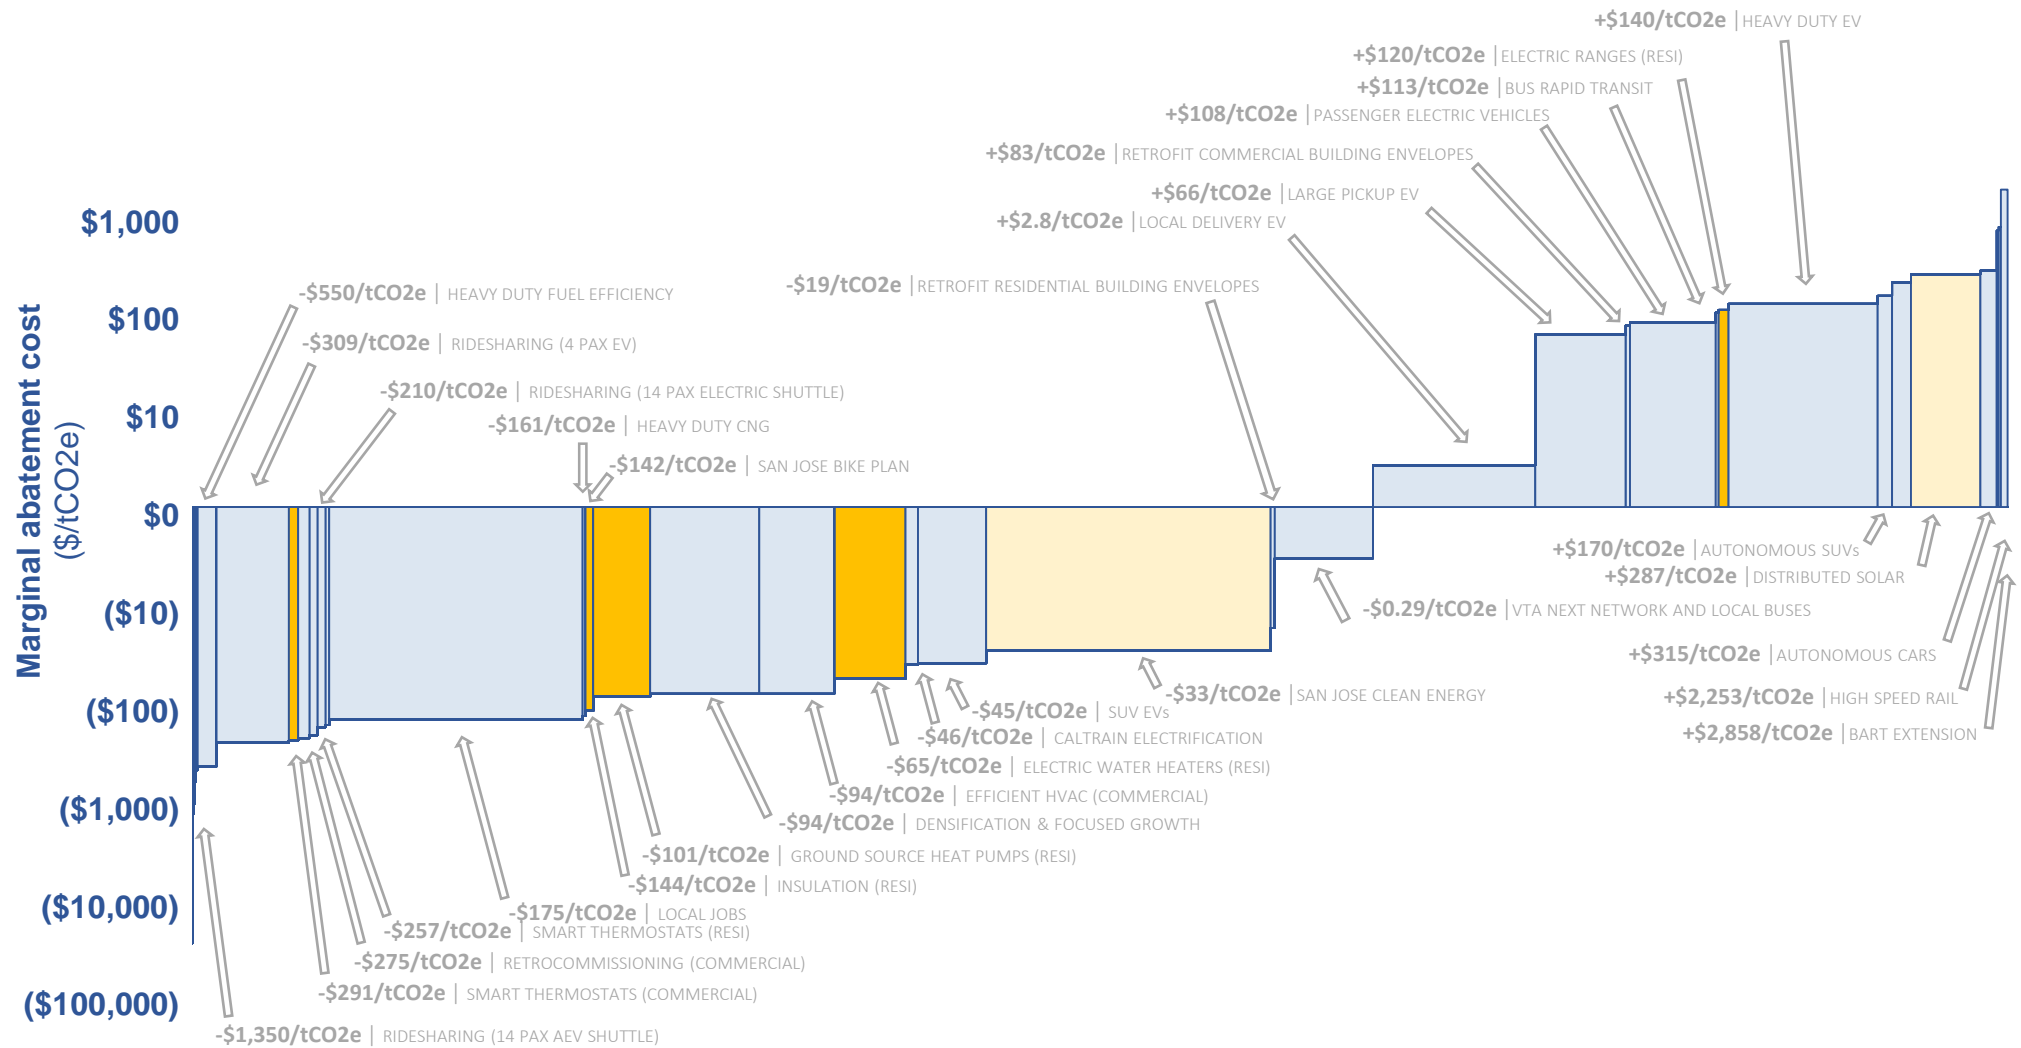 +$140/tCO2e | HEAVY DUTY EV
+$120/tCO2e | ELECTRIC RANGES (RESI)
+$113/tCO2e | BUS RAPID TRANSIT
+$108/tCO2e | PASSENGER ELECTRIC VEHICLES
+$83/tCO2e | RETROFIT COMMERCIAL BUILDING ENVELOPES
+$66/tCO2e | LARGE PICKUP EV
+$2.8/tCO2e | LOCAL DELIVERY EV
-$19/tCO2e | RETROFIT RESIDENTIAL BUILDING ENVELOPES
-$550/tCO2e | HEAVY DUTY FUEL EFFICIENCY
-$309/tCO2e | RIDESHARING (4 PAX EV)
-$210/tCO2e | RIDESHARING (14 PAX ELECTRIC SHUTTLE)
-$161/tCO2e | HEAVY DUTY CNG
-$142/tCO2e | SAN JOSE BIKE PLAN
Marginal abatement cost
($/tCO2e)
$1,000
$100
$10
$0
($10)
($100)
($1,000)
($10,000)
($100,000)
+$170/tCO2e | AUTONOMOUS SUVs
+$287/tCO2e | DISTRIBUTED SOLAR
-$0.29/tCO2e | VTA NEXT NETWORK AND LOCAL BUSES
+$315/tCO2e | AUTONOMOUS CARS
+$2,253/tCO2e | HIGH SPEED RAIL
+$2,858/tCO2e | BART EXTENSION
-$33/tCO2e | SAN JOSE CLEAN ENERGY
-$45/tCO2e | SUV EVs
-$46/tCO2e | CALTRAIN ELECTRIFICATION
-$65/tCO2e | ELECTRIC WATER HEATERS (RESI)
-$94/tCO2e | EFFICIENT HVAC (COMMERCIAL)
-$94/tCO2e | DENSIFICATION & FOCUSED GROWTH
-$101/tCO2e | GROUND SOURCE HEAT PUMPS (RESI)
-$144/tCO2e | INSULATION (RESI)
-$175/tCO2e | LOCAL JOBS
-$257/tCO2e | SMART THERMOSTATS (RESI)
-$275/tCO2e | RETROCOMMISSIONING (COMMERCIAL)
-$291/tCO2e | SMART THERMOSTATS (COMMERCIAL)
-$1,350/tCO2e | RIDESHARING (14 PAX AEV SHUTTLE)